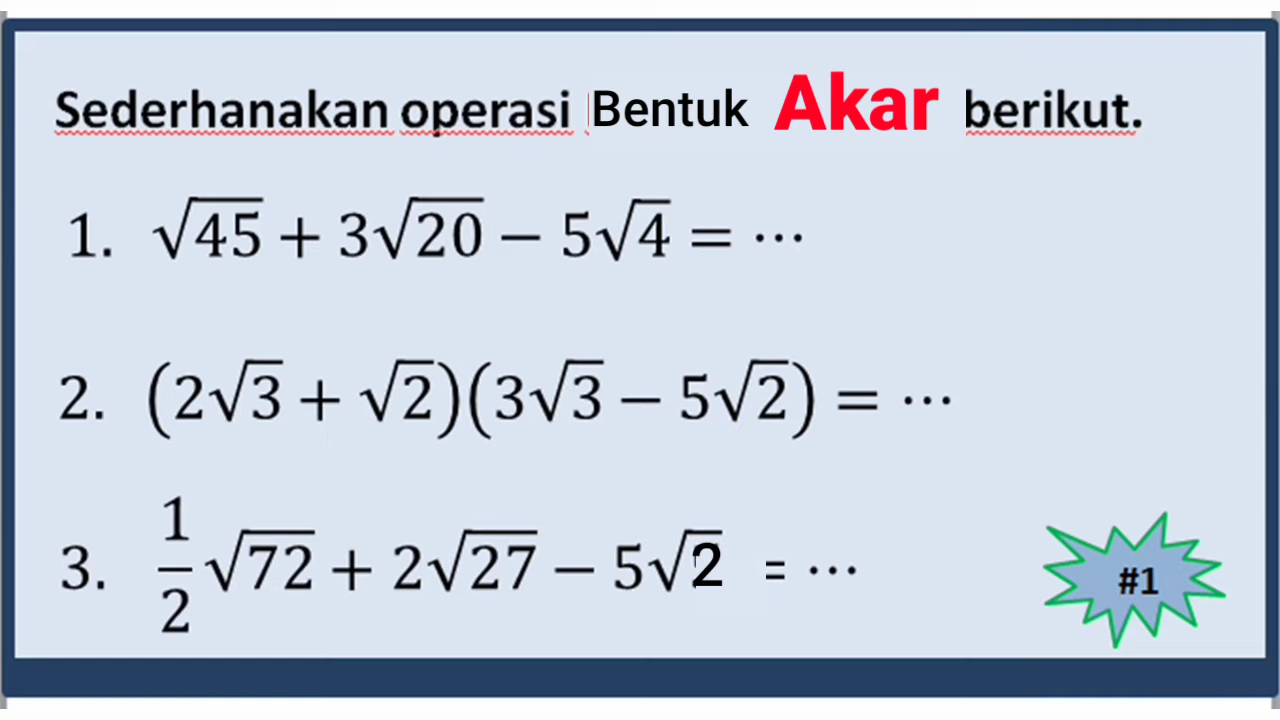 Sederhanakan operasi Bentuk Akar berikut.
1. √45 + 3√20 − 5√4 = ⋯
2. (2√3 + √2)(3√3 − 5√2) = ⋯
3. 1/2 √72 + 2√27 − 5√2 = ⋯
#1